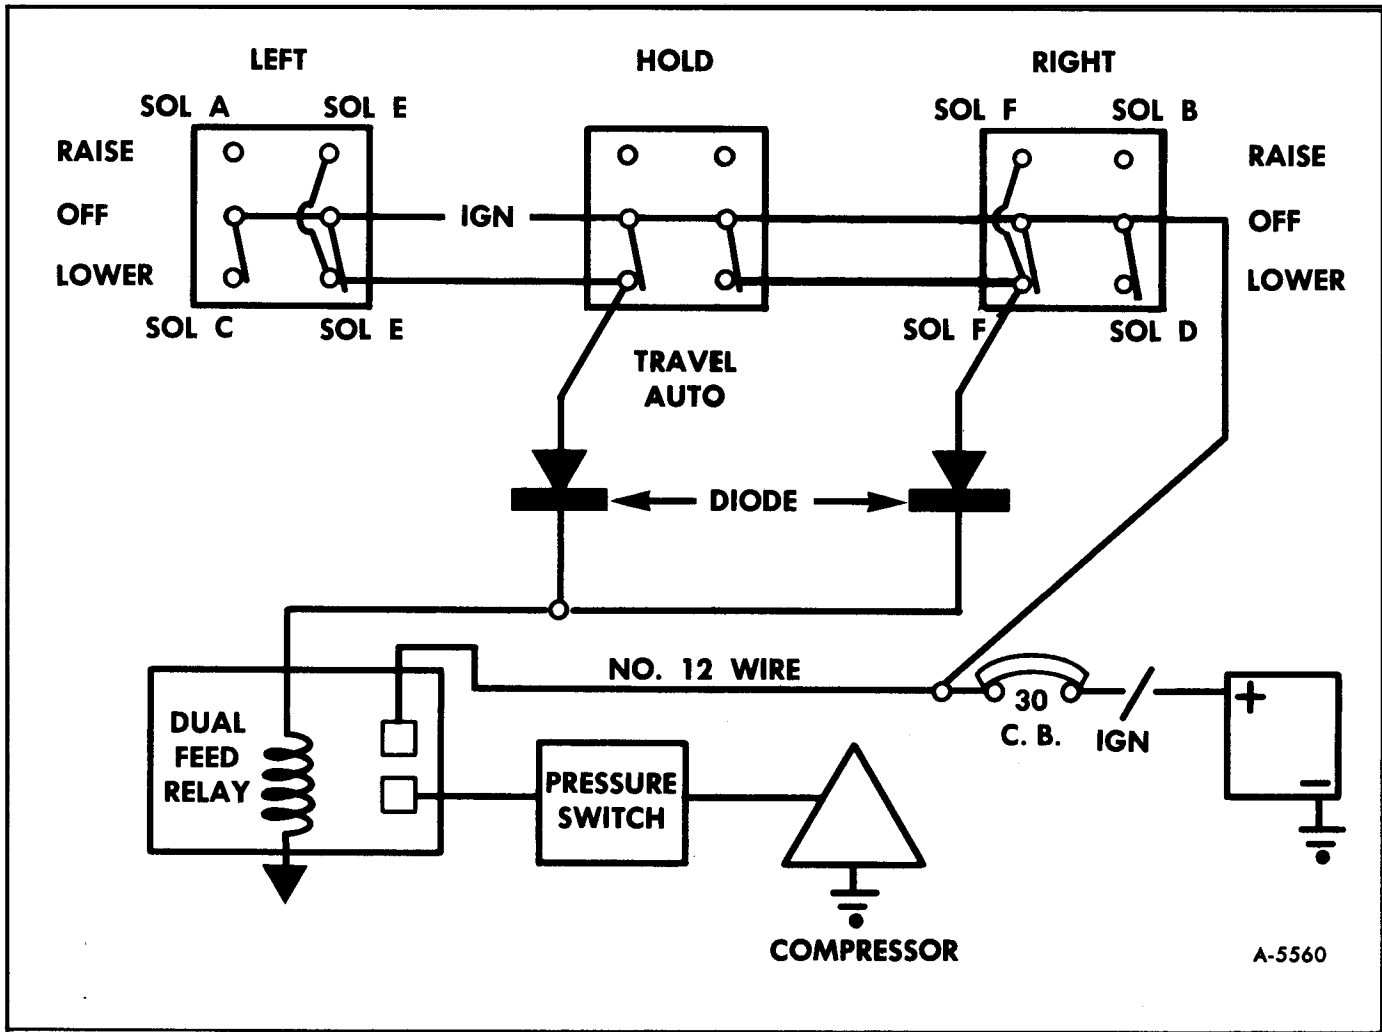 LEFT
HOLD
RIGHT
SOL A
SOL E
SOL F
SOL B
RAISE
RAISE
OFF
IGN
OFF
LOWER
LOWER
SOL C
SOL E
SOL F
SOL D
TRAVEL
AUTO
DIODE
NO. 12 WIRE
30
C. B.
IGN
+
−
DUAL
FEED
RELAY
PRESSURE
SWITCH
COMPRESSOR
A-5560